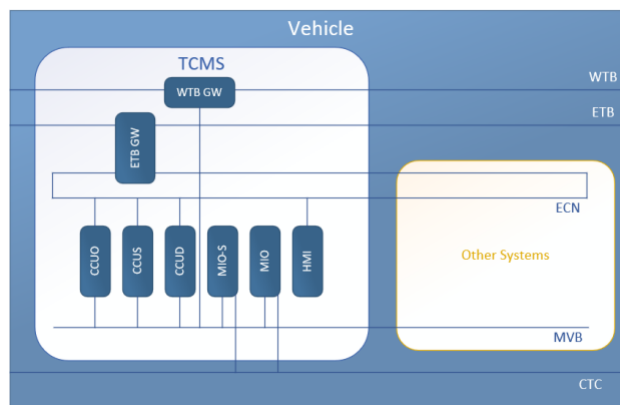 Vehicle
TCMS
WTB
WTB GW
ETB
ETB GW
ECN
CCUO
CCUS
CCUD
MIO-S
MIO
HMI
Other Systems
MVB
CTC